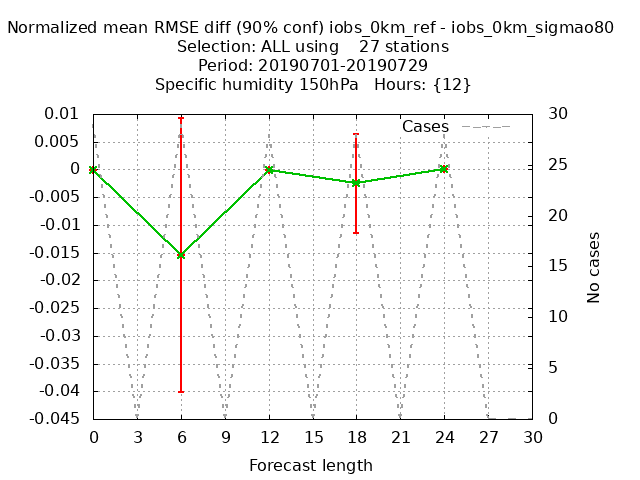 Normalized mean RMSE diff (90% conf) iobs_0km_ref - iobs_0km_sigmao80
Selection: ALL using    27 stations
Period: 20190701-20190729
Specific humidity 150hPa   Hours: {12}
Cases
0.01
0.005
0
-0.005
-0.01
-0.015
-0.02
-0.025
-0.03
-0.035
-0.04
-0.045
30
25
20
15
10
5
0
No cases
0 3 6 9 12 15 18 21 24 27 30
Forecast length